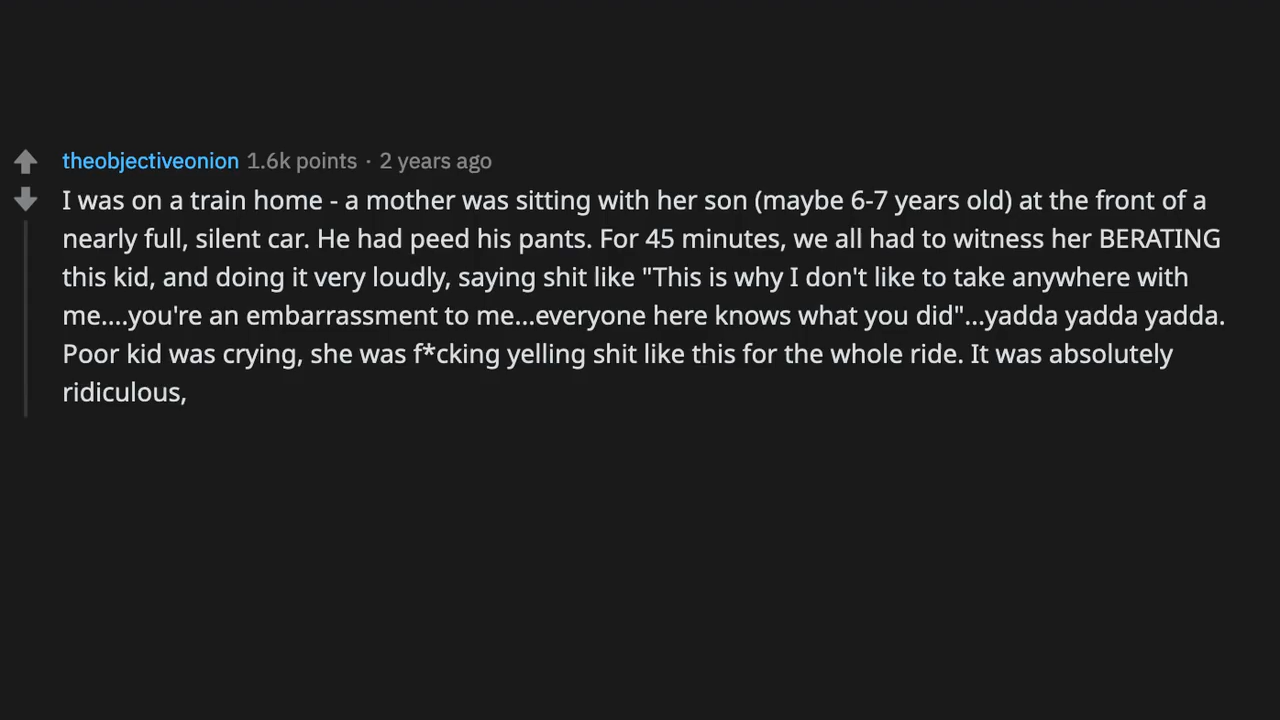 theobjectiveonion 1.6k points · 2 years ago
I was on a train home - a mother was sitting with her son (maybe 6-7 years old) at the front of a
nearly full, silent car. He had peed his pants. For 45 minutes, we all had to witness her BERATING
this kid, and doing it very loudly, saying shit like "This is why I don't like to take anywhere with
me....you're an embarrassment to me...everyone here knows what you did"...yadda yadda yadda.
Poor kid was crying, she was f*cking yelling shit like this for the whole ride. It was absolutely
ridiculous,